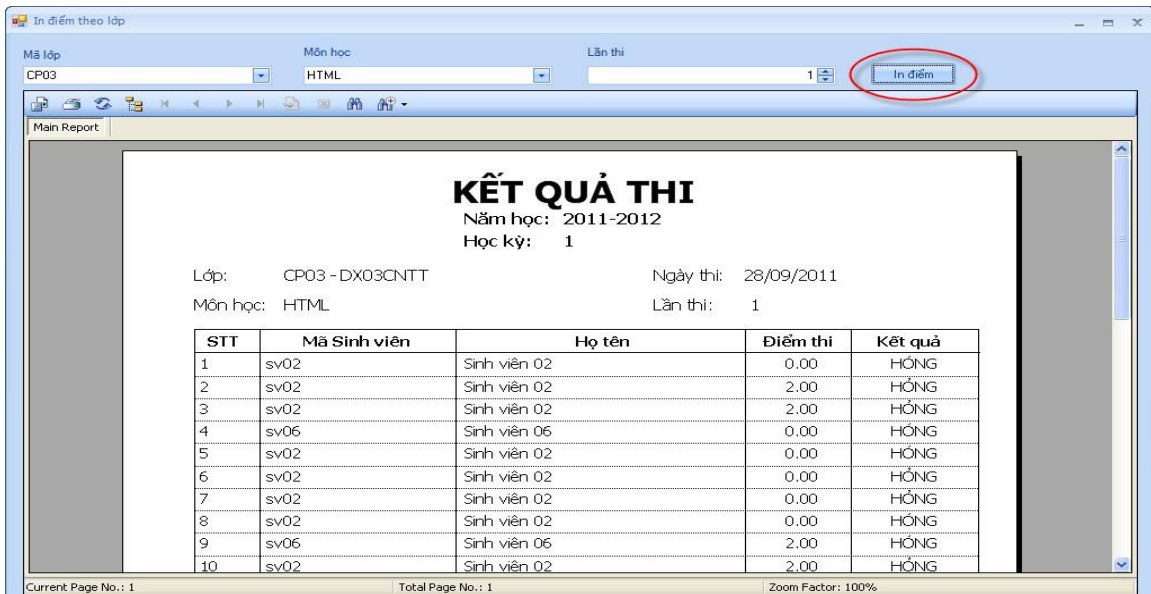 In điểm theo lớp
Mã lóp Môn học Lần thi
CP03 HTML 1 In điểm
Main Report
KẾT QUẢ THI
Năm học: 2011-2012
Học kỳ: 1
Lớp: CP03 - DX03CNTT Ngày thi: 28/09/2011
Môn học: HTML Lần thi: 1
STT Mã Sinh viên Họ tên Điểm thi Kết quả
1 sv02 Sinh viên 02 0.00 HỎNG
2 sv02 Sinh viên 02 2.00 HỎNG
3 sv02 Sinh viên 02 2.00 HỎNG
4 sv06 Sinh viên 06 0.00 HỎNG
5 sv02 Sinh viên 02 0.00 HỎNG
6 sv02 Sinh viên 02 0.00 HỎNG
7 sv02 Sinh viên 02 0.00 HỎNG
8 sv02 Sinh viên 02 0.00 HỎNG
9 sv06 Sinh viên 06 2.00 HỎNG
10 sv02 Sinh viên 02 2.00 HỎNG
Current Page No.: 1 Total Page No.: 1 Zoom Factor: 100%